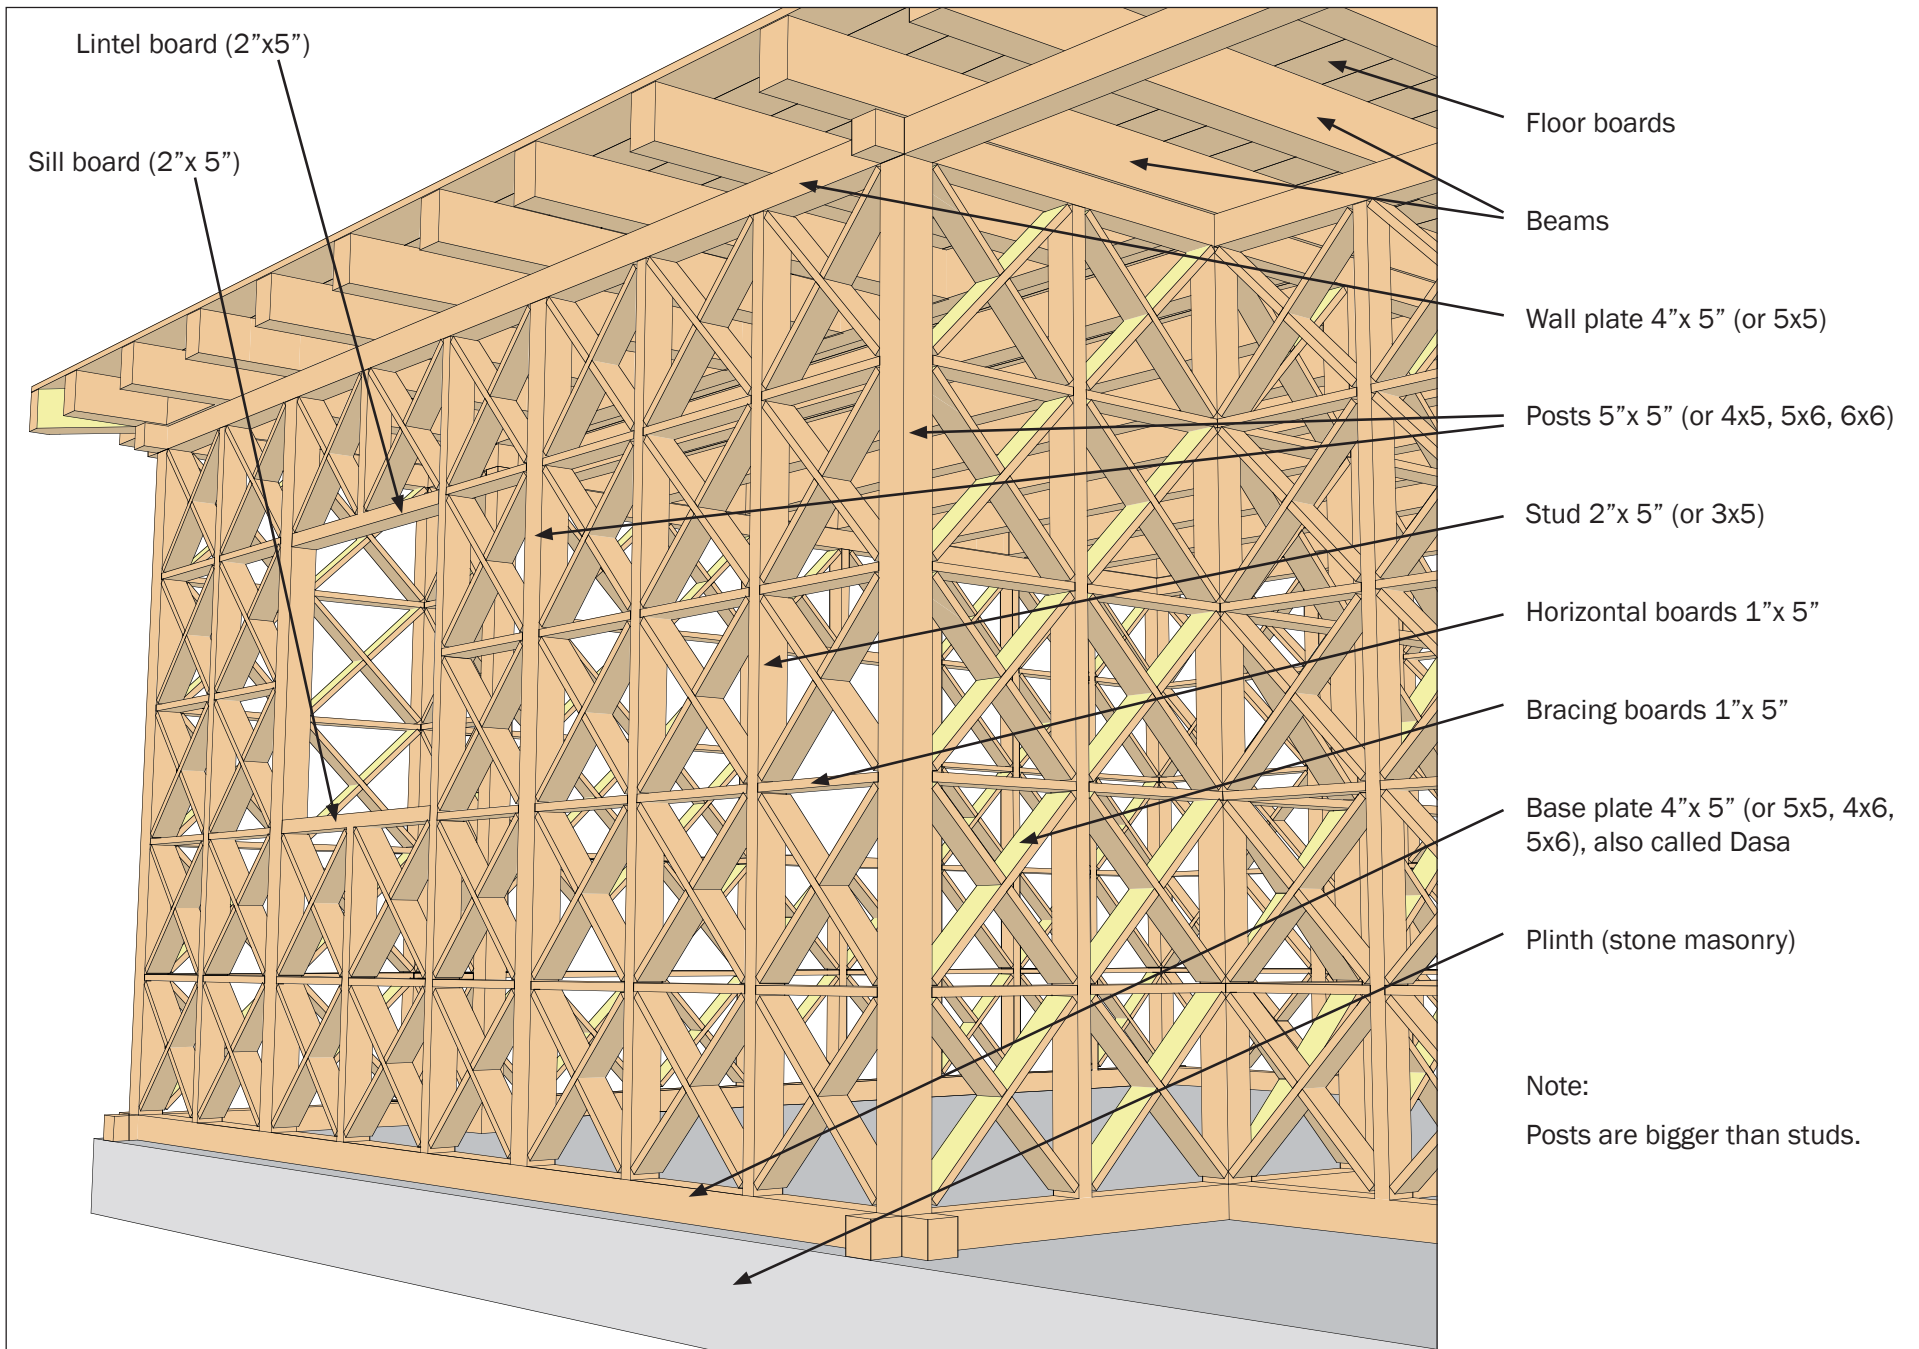 Lintel board (2”x5”)
Sill board (2”x 5”)
Floor boards
Beams
Wall plate 4”x 5” (or 5x5)
Posts 5”x 5” (or 4x5, 5x6, 6x6)
Stud 2”x 5” (or 3x5)
Horizontal boards 1”x 5”
Bracing boards 1”x 5”
Base plate 4”x 5” (or 5x5, 4x6,
5x6), also called Dasa
Plinth (stone masonry)
Note:
Posts are bigger than studs.